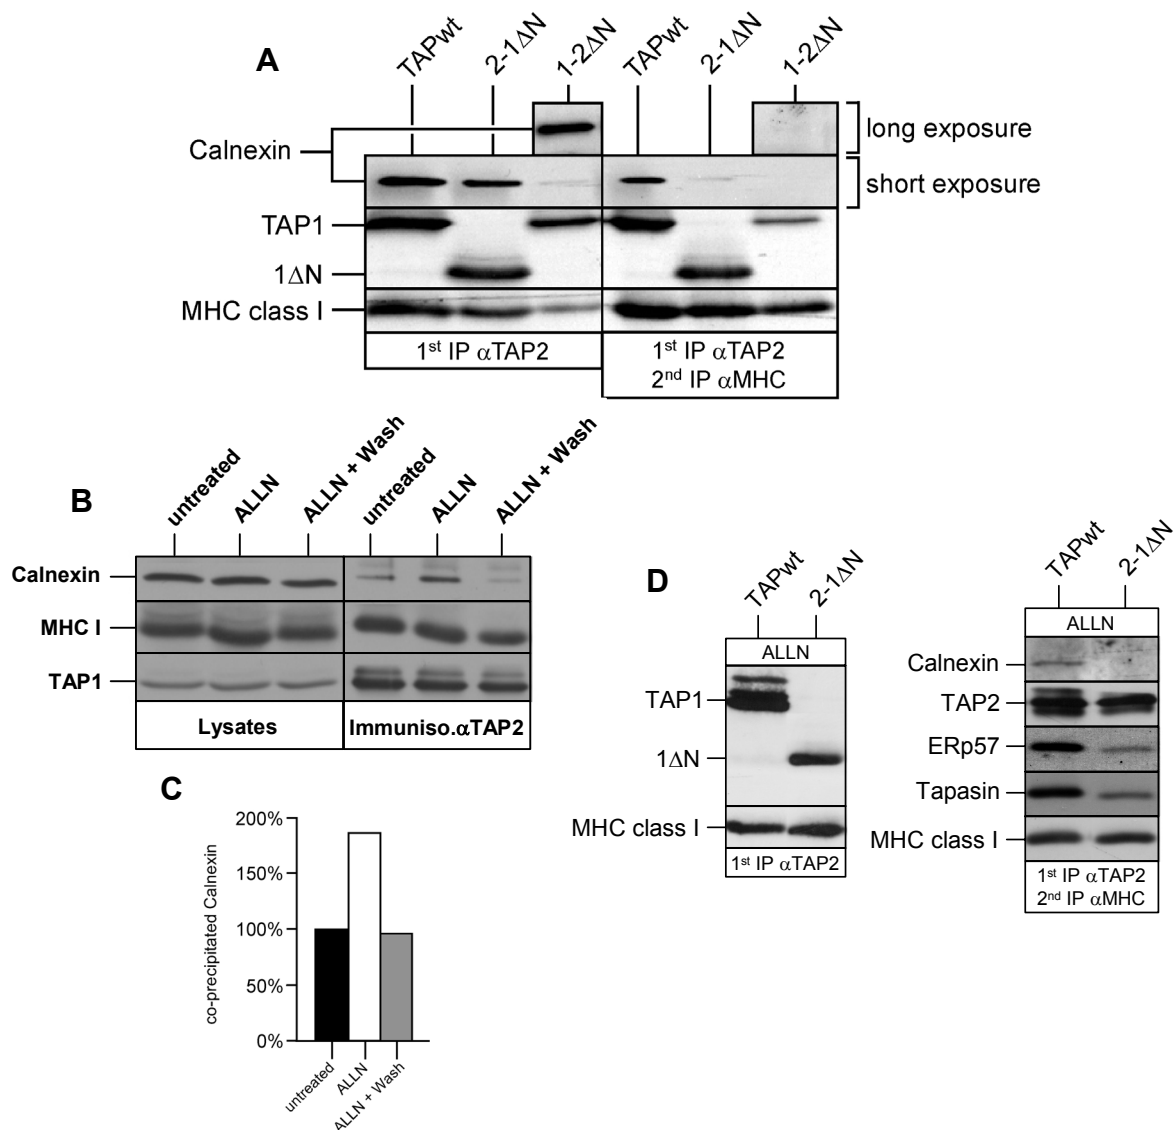 A
TAPwt 2-1ΔN 1-2ΔN TAPwt 2-1ΔN 1-2ΔN
long exposure
Calnexin
short exposure
TAP1
1ΔN
MHC class I
1st IP αTAP2
1st IP αTAP2
2nd IP αMHC
B
untreated ALLN ALLN + Wash untreated ALLN ALLN + Wash
Calnexin
MHC I
TAP1
Lysates Immuniso.αTAP2
C
co-precipitated Calnexin
200%
150%
100%
50%
0%
untreated ALLN ALLN + Wash
D
TAPwt 2-1ΔN
ALLN
TAP1
1ΔN
MHC class I
1st IP αTAP2
TAPwt 2-1ΔN
ALLN
Calnexin
TAP2
ERp57
Tapasin
MHC class I
1st IP αTAP2
2nd IP αMHC